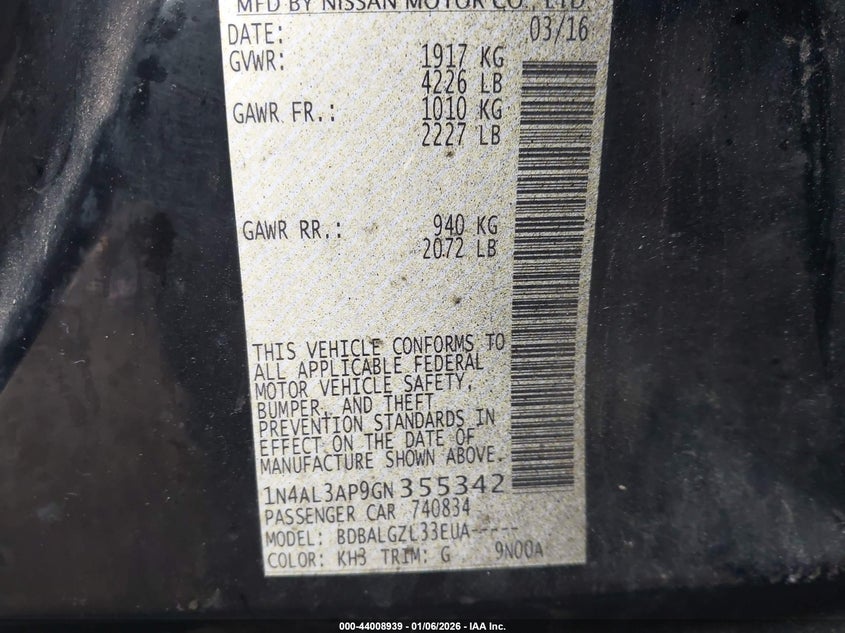 MFD BY NISSAN MOTOR CO., LTD.
DATE: 03/16
GVWR: 1917 KG
4226 LB
GAWR FR.: 1010 KG
2227 LB
GAWR RR.: 940 KG
2072 LB
THIS VEHICLE CONFORMS TO
ALL APPLICABLE FEDERAL
MOTOR VEHICLE SAFETY,
BUMPER, AND THEFT
PREVENTION STANDARDS IN
EFFECT ON THE DATE OF
MANUFACTURE SHOWN ABOVE.
1N4AL3AP9GN355342
PASSENGER CAR 740834
MODEL: BDBALGZL33EUA-----
COLOR: KH3 TRIM: G 9N00A
000-44008939 - 01/06/2026 - IAA Inc.